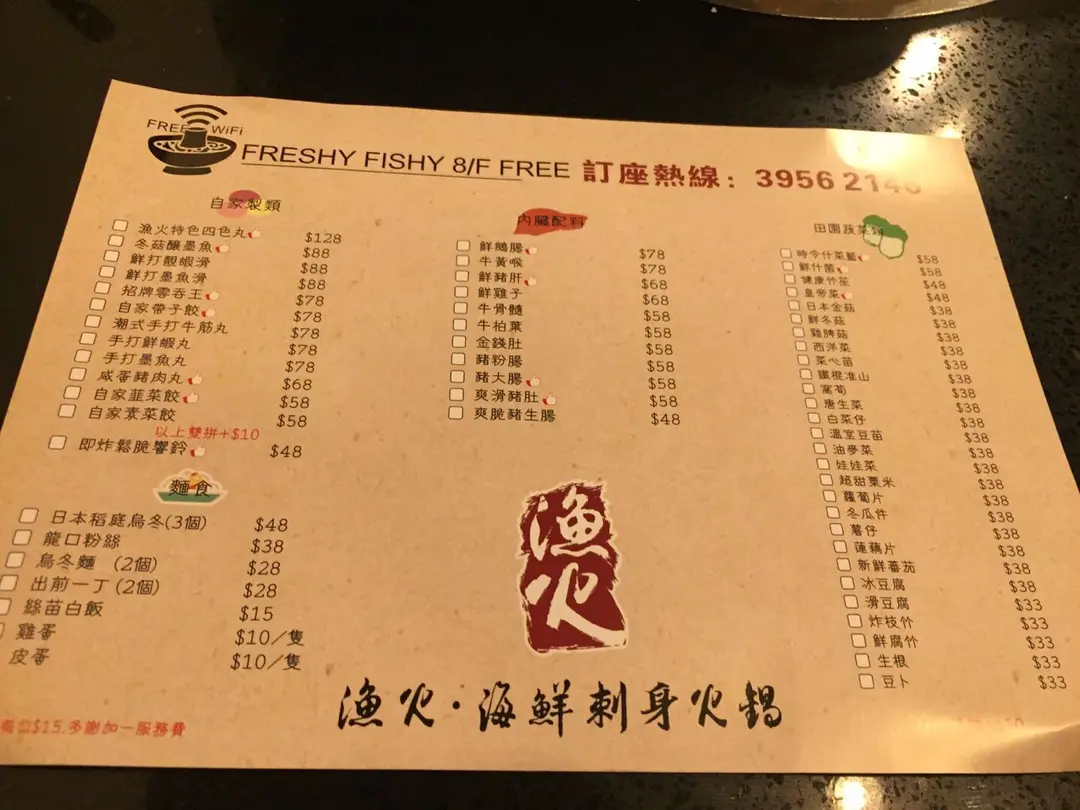 FREE WiFi
FRESHY FISHY 8/F FREE 訂座熱線：3956 2146
自家製類
漁火特色四色丸 $128
冬菇釀墨魚 $88
鮮打靚蝦滑 $88
鮮打墨魚滑 $88
招牌雲吞王 $78
自家帶子餃 $78
潮式手打牛筋丸 $78
手打鮮蝦丸 $78
手打墨魚丸 $78
咸蛋豬肉丸 $68
自家韮菜餃 $58
自家素菜餃 $58
以上雙拼+$10
即炸鬆脆響鈴 $48
麵食
日本稻庭烏冬(3個) $48
龍口粉絲 $38
烏冬麵 (2個) $28
出前一丁 (2個) $28
絲苗白飯 $15
雞蛋 $10／隻
皮蛋 $10／隻
$15.多謝加一服務費
內臟配料
鮮鵝腸 $78
牛黃喉 $78
鮮豬肝 $68
鮮雞子 $68
牛骨髓 $58
牛柏葉 $58
金錢肚 $58
豬粉腸 $58
豬大腸 $58
爽滑豬肚 $58
爽脆豬生腸 $48
漁火
漁火·海鮮刺身火鍋
田園蔬菜類
時令什菜籃 $58
鮮什菌 $58
健康竹笙 $48
皇帝菜 $48
日本金菇 $38
鮮冬菇 $38
雞脾菇 $38
西洋菜 $38
菜心苗 $38
鐵棍准山 $38
萵筍 $38
唐生菜 $38
白菜仔 $38
溫室豆苗 $38
油麥菜 $38
娃娃菜 $38
超甜粟米 $38
蘿蔔片 $38
冬瓜件 $38
薯仔 $38
蓮藕片 $38
新鮮蕃茄 $38
冰豆腐 $38
滑豆腐 $33
炸枝竹 $33
鮮腐竹 $33
生根 $33
豆卜 $33